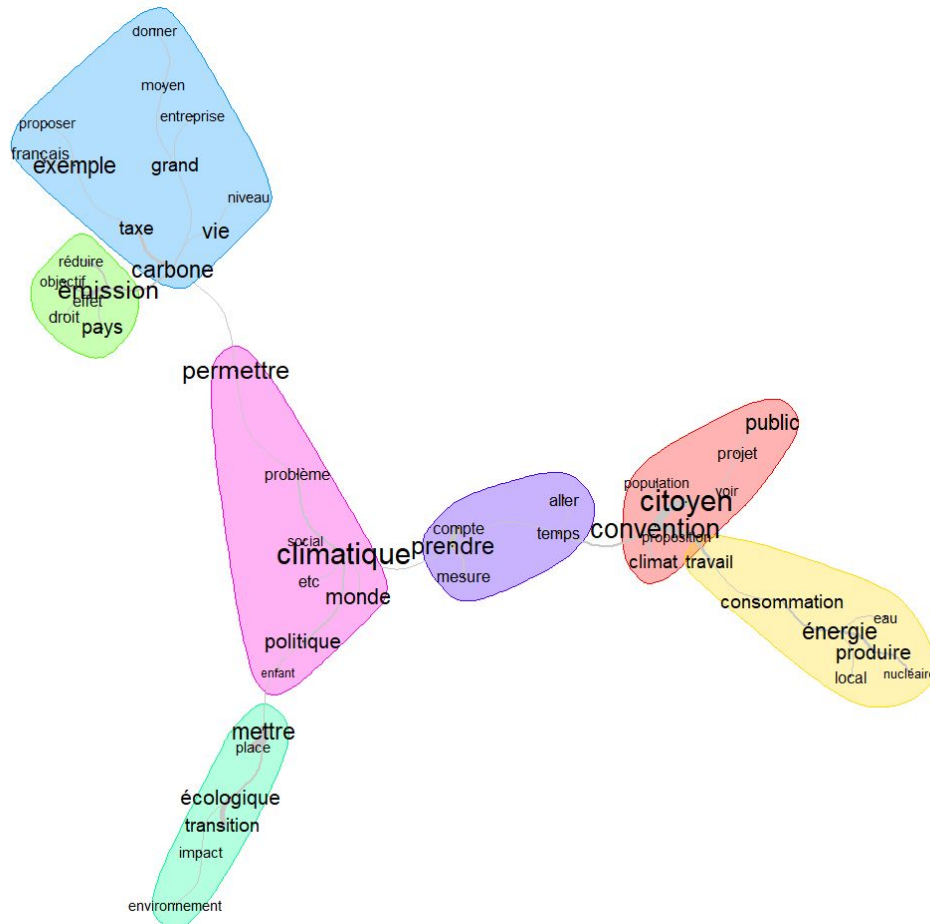 donner
moyen
entreprise
proposer
français
exemple
grand
niveau
taxe
vie
carbone
réduire
objectif
émission
effet
droit
pays
permettre
problème
social
climatique
etc
monde
politique
enfant
aller
compte
temps
prendre
mesure
public
projet
population
voir
citoyen
convention
proposition
climat
travail
consommation
eau
énergie
produire
local
nucléaire
mettre
place
écologique
transition
impact
environnement